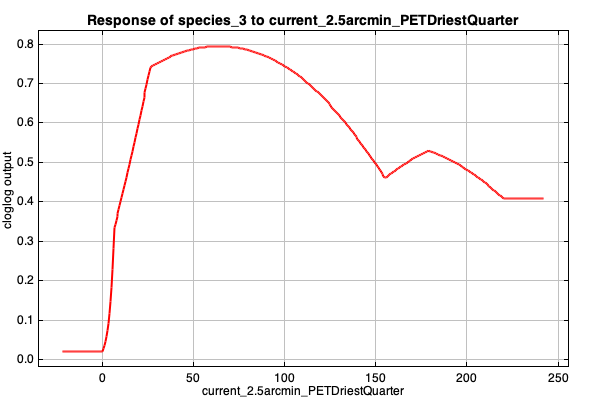 Response of species_3 to current_2.5arcmin_PETDriestQuarter
cloglog output
0.8
0.7
0.6
0.5
0.4
0.3
0.2
0.1
0.0
0 50 100 150 200 250
current_2.5arcmin_PETDriestQuarter